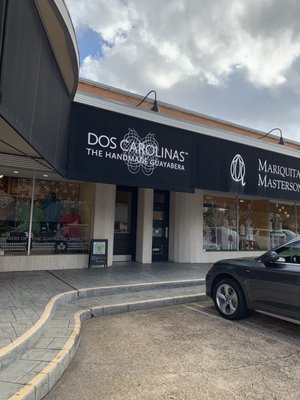 DOS CAROLINAS™
THE HANDMADE GUAYABERA
MARIQUITA
MASTERSON